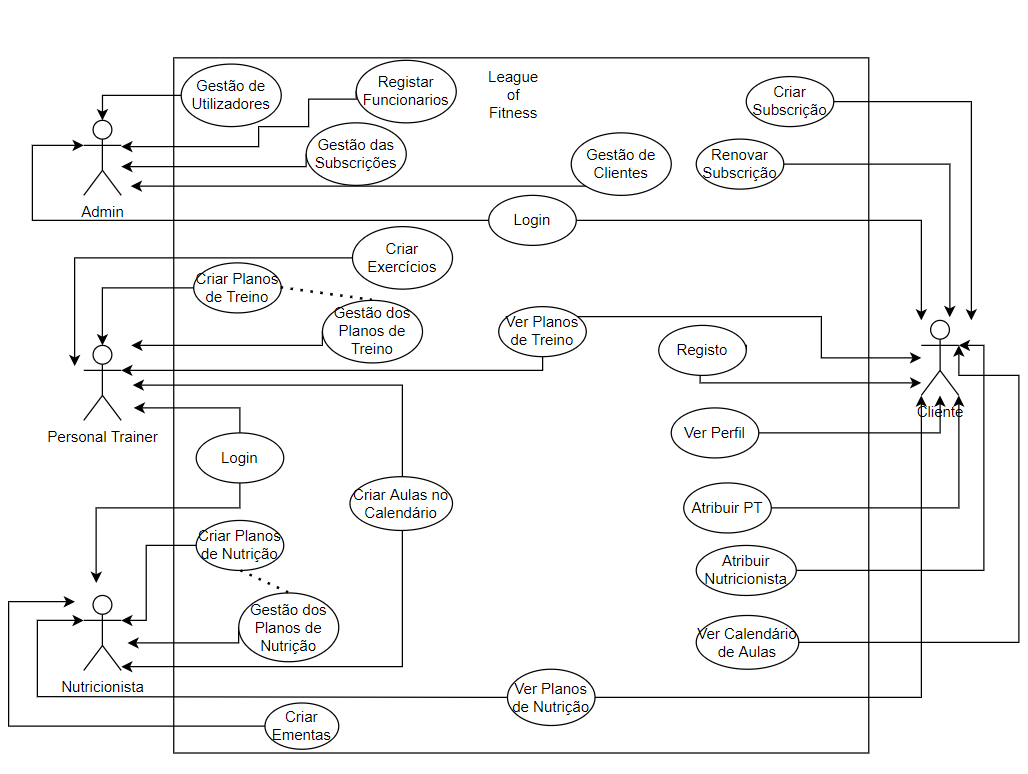 League
of
Fitness
Gestão de
Utilizadores
Registar
Funcionarios
Gestão das
Subscrições
Gestão de
Clientes
Criar
Subscrição
Renovar
Subscrição
Admin
Login
Criar
Exercícios
Criar Planos
de Treino
Gestão dos
Planos de
Treino
Ver Planos
de Treino
Registo
Cliente
Personal Trainer
Ver Perfil
Login
Criar Aulas no
Calendário
Atribuir PT
Criar Planos
de Nutrição
Atribuir
Nutricionista
Gestão dos
Planos de
Nutrição
Ver Calendário
de Aulas
Nutricionista
Ver Planos
de Nutrição
Criar
Ementas